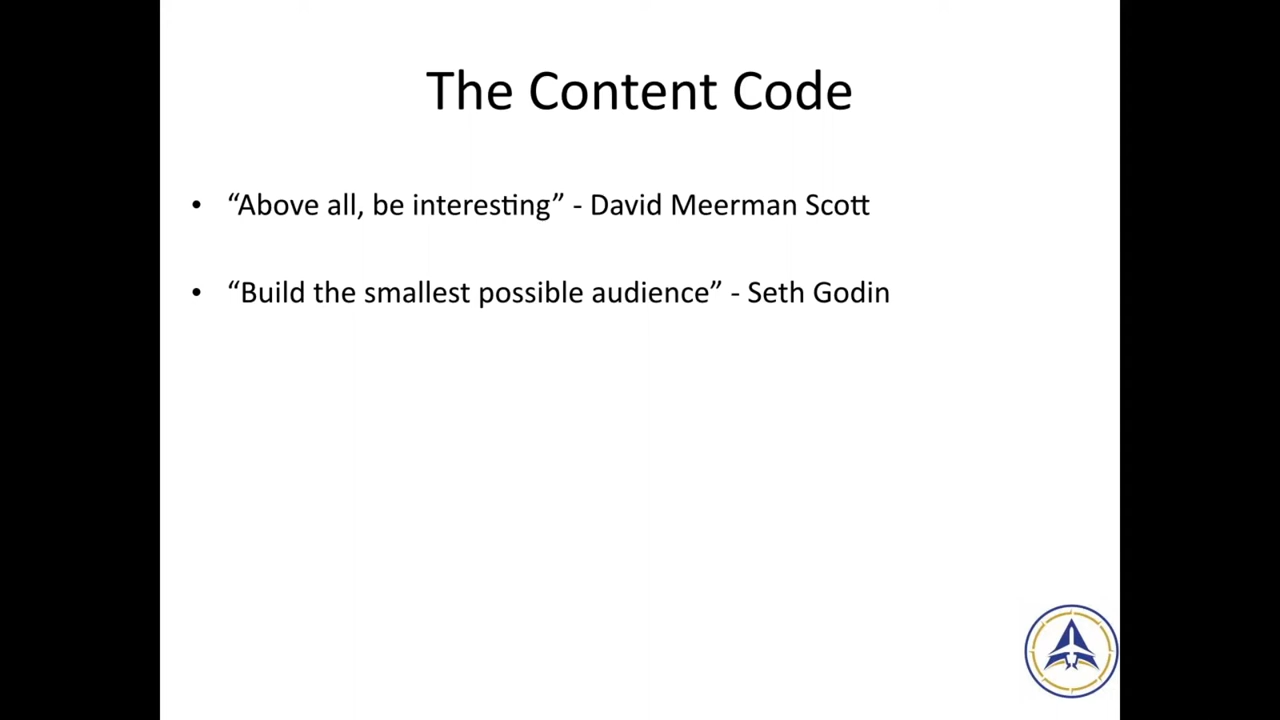 The Content Code
• “Above all, be interesting” - David Meerman Scott
• “Build the smallest possible audience” - Seth Godin